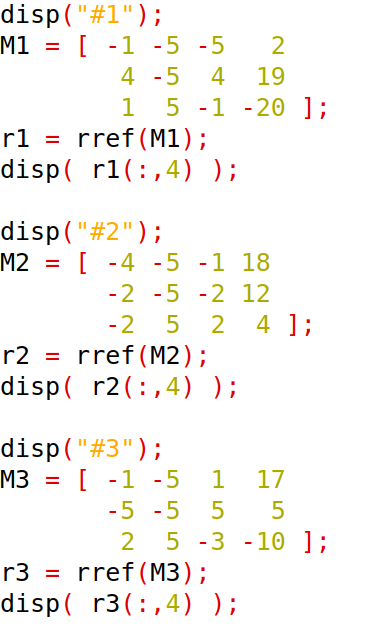 disp("#1");
M1 = [ -1 -5 -5   2
        4 -5  4  19
        1  5 -1 -20 ];
r1 = rref(M1);
disp( r1(:,4) );

disp("#2");
M2 = [ -4 -5 -1 18
       -2 -5 -2 12
       -2  5  2  4 ];
r2 = rref(M2);
disp( r2(:,4) );

disp("#3");
M3 = [ -1 -5  1  17
       -5 -5  5   5
        2  5 -3 -10 ];
r3 = rref(M3);
disp( r3(:,4) );